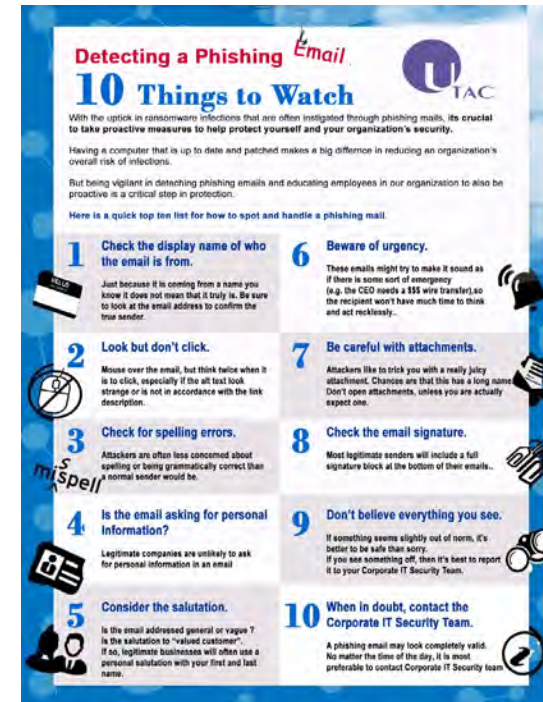 Detecting a Phishing Email
UTAC
10 Things to Watch
With the uptick in ransomware infections that are often instigated through phishing mails, its crucial
to take proactive measures to help protect yourself and your organization's security.
Having a computer that is up to date and patched makes a big differnce in reducing an organization's
overall risk of infections.
But being vigilant in deteching phishing emails and educating employees in our organization to also be
proactive is a critical step in protection.
Here is a quick top ten list for how to spot and handle a phishing mail.
1
Check the display name of who
the email is from.
Just because it is coming from a name you
know it does not mean that it truly is. Be sure
to look at the email address to confirm the
true sender.
HELLO
2
Look but don't click.
Mouse over the email, but think twice when it
is to click, especially if the alt text look
strange or is not in accordance with the link
description.
3
Check for spelling errors.
Attackers are often less concerned about
spelling or being grammatically correct than
a normal sender would be.
misspell
4
Is the email asking for personal
Information?
Legitimate companies are unlikely to ask
for personal information in an email
5
Consider the salutation.
Is the email addressed general or vague ?
Is the salutation to "valued customer".
If so, legitimate businesses will often use a
personal salutation with your first and last
name.
6
Beware of urgency.
These emails might try to make it sound as
if there is some sort of emergency
(e.g. the CEO needs a $$$ wire transfer),so
the recipient won't have much time to think
and act recklessly..
7
Be careful with attachments.
Attackers like to trick you with a really juicy
attachment. Chances are that this has a long name
Don't open attachments, unless you are actually
expect one.
8
Check the email signature.
Most legitimate senders will include a full
signature block at the bottom of their emails..
9
Don't believe everything you see.
If something seems slightly out of norm, it's
better to be safe than sorry.
If you see something off, then it's best to report
it to your Corporate IT Security Team.
10
When in doubt, contact the
Corporate IT Security Team.
A phishing email may look completely valid.
No matter the time of the day, it is most
preferable to contact Corporate IT Security team